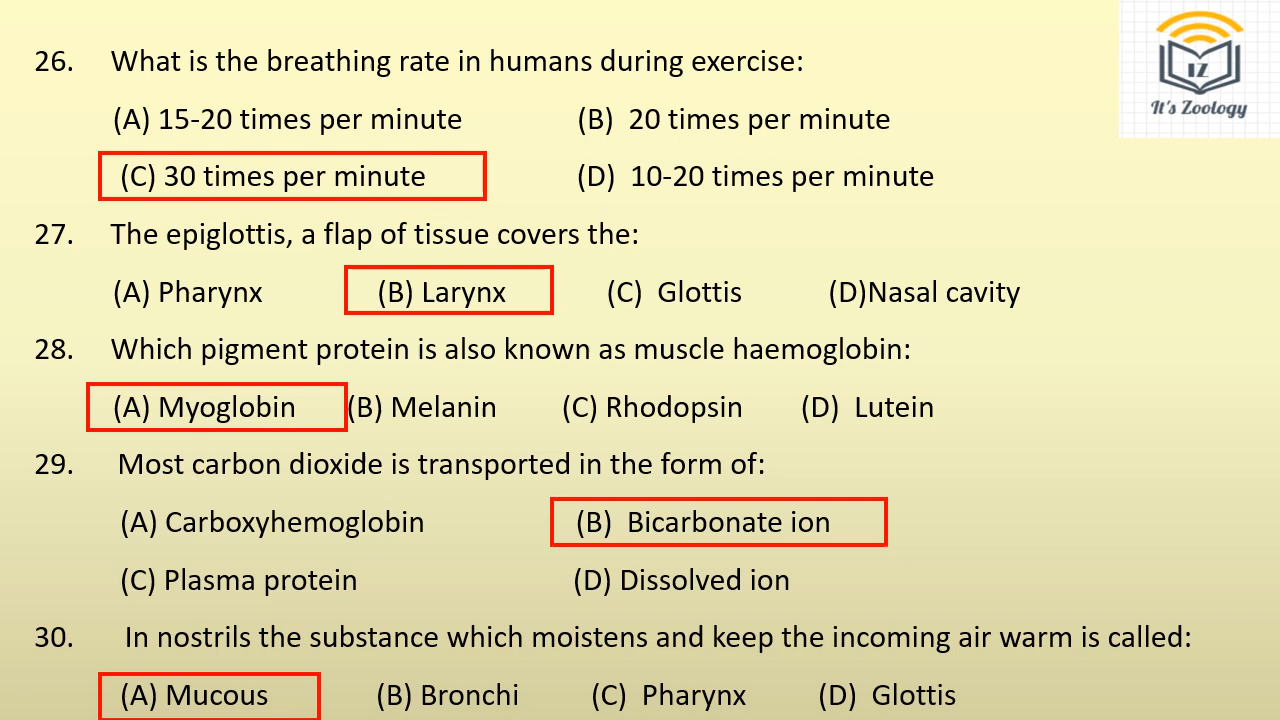 26. What is the breathing rate in humans during exercise:
(A) 15-20 times per minute (B) 20 times per minute
(C) 30 times per minute (D) 10-20 times per minute
27. The epiglottis, a flap of tissue covers the:
(A) Pharynx (B) Larynx (C) Glottis (D)Nasal cavity
28. Which pigment protein is also known as muscle haemoglobin:
(A) Myoglobin (B) Melanin (C) Rhodopsin (D) Lutein
29. Most carbon dioxide is transported in the form of:
(A) Carboxyhemoglobin (B) Bicarbonate ion
(C) Plasma protein (D) Dissolved ion
30. In nostrils the substance which moistens and keep the incoming air warm is called:
(A) Mucous (B) Bronchi (C) Pharynx (D) Glottis
IZ
It's Zoology